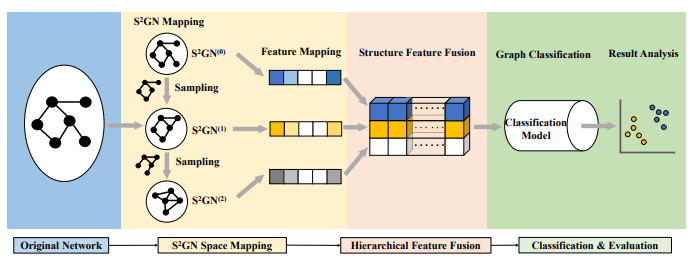 S²GN Mapping
S²GN⁽⁰⁾
Sampling
S²GN⁽¹⁾
Sampling
S²GN⁽²⁾
Feature Mapping
Structure Feature Fusion
Graph Classification
Classification
Model
Result Analysis
Original Network
S²GN Space Mapping
Hierarchical Feature Fusion
Classification & Evaluation